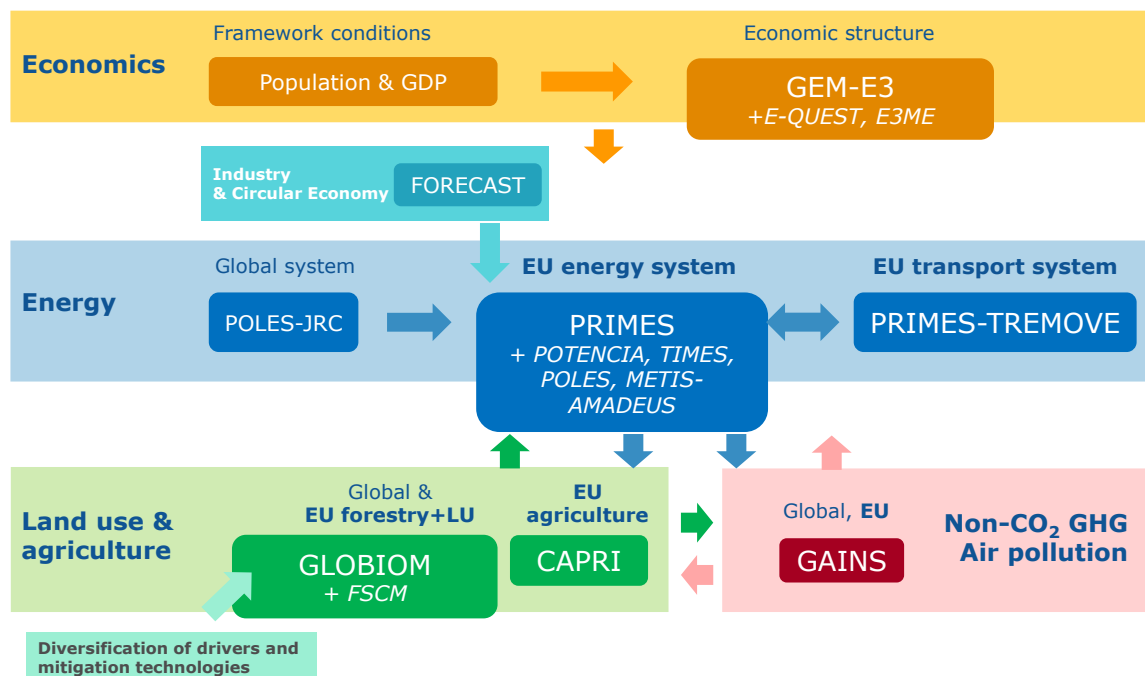 Framework conditions
Economic structure
Economics
Population & GDP
GEM-E3
+E-QUEST, E3ME
Industry
& Circular Economy
FORECAST
Global system
EU energy system
EU transport system
Energy
POLES-JRC
PRIMES
+ POTENCIA, TIMES,
POLES, METIS-
AMADEUS
PRIMES-TREMOVE
Land use &
agriculture
Global &
EU forestry+LU
EU
agriculture
GLOBIOM
+ FSCM
CAPRI
Global, EU
GAINS
Non-CO₂ GHG
Air pollution
Diversification of drivers and
mitigation technologies